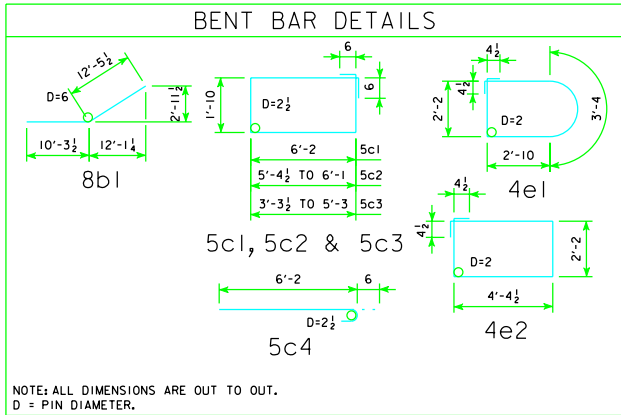 BENT BAR DETAILS
12'-5½
D=6
2'-11½
10'-3½
12'-1¼
8b1
6
6
1'-10
D=2½
6'-2 5c1
5'-4½ TO 6'-1 5c2
3'-3½ TO 5'-3 5c3
5c1, 5c2 & 5c3
4½
4½
2'-2
D=2
3'-4
2'-10
4e1
4½
4½
D=2
2'-2
4'-4½
4e2
6'-2
6
D=2½
5c4
NOTE: ALL DIMENSIONS ARE OUT TO OUT.
D = PIN DIAMETER.